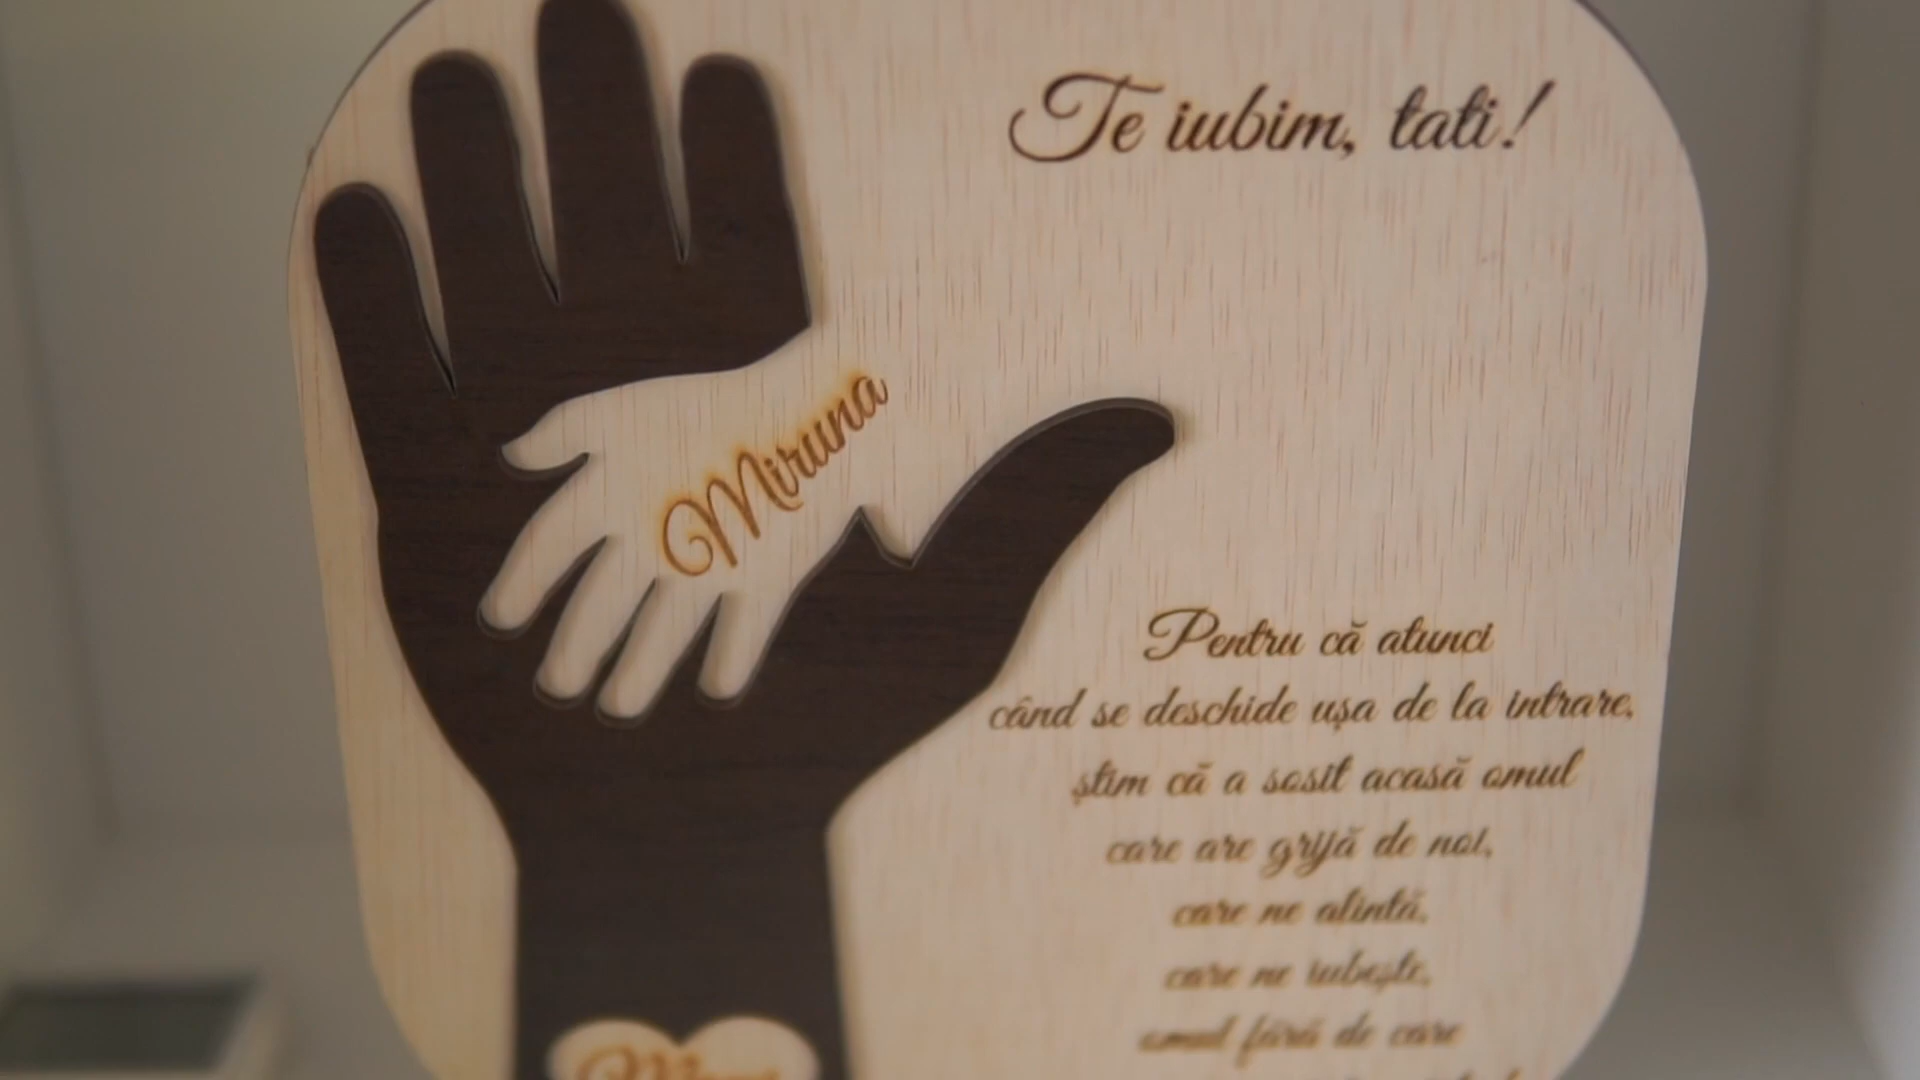 Te iubim, tati!
Miruna
Pentru că atunci
când se deschide ușa de la intrare,
știm că a sosit acasă omul
care are grijă de noi,
care ne alintă,
care ne iubește,
omul fără de care